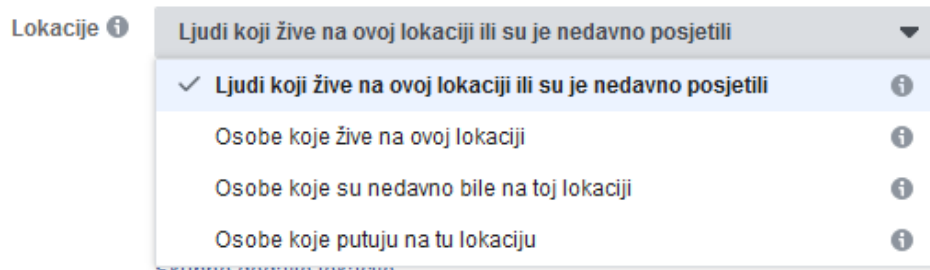 Lokacije
Ljudi koji žive na ovoj lokaciji ili su je nedavno posjetili
Ljudi koji žive na ovoj lokaciji ili su je nedavno posjetili
Osobe koje žive na ovoj lokaciji
Osobe koje su nedavno bile na toj lokaciji
Osobe koje putuju na tu lokaciju